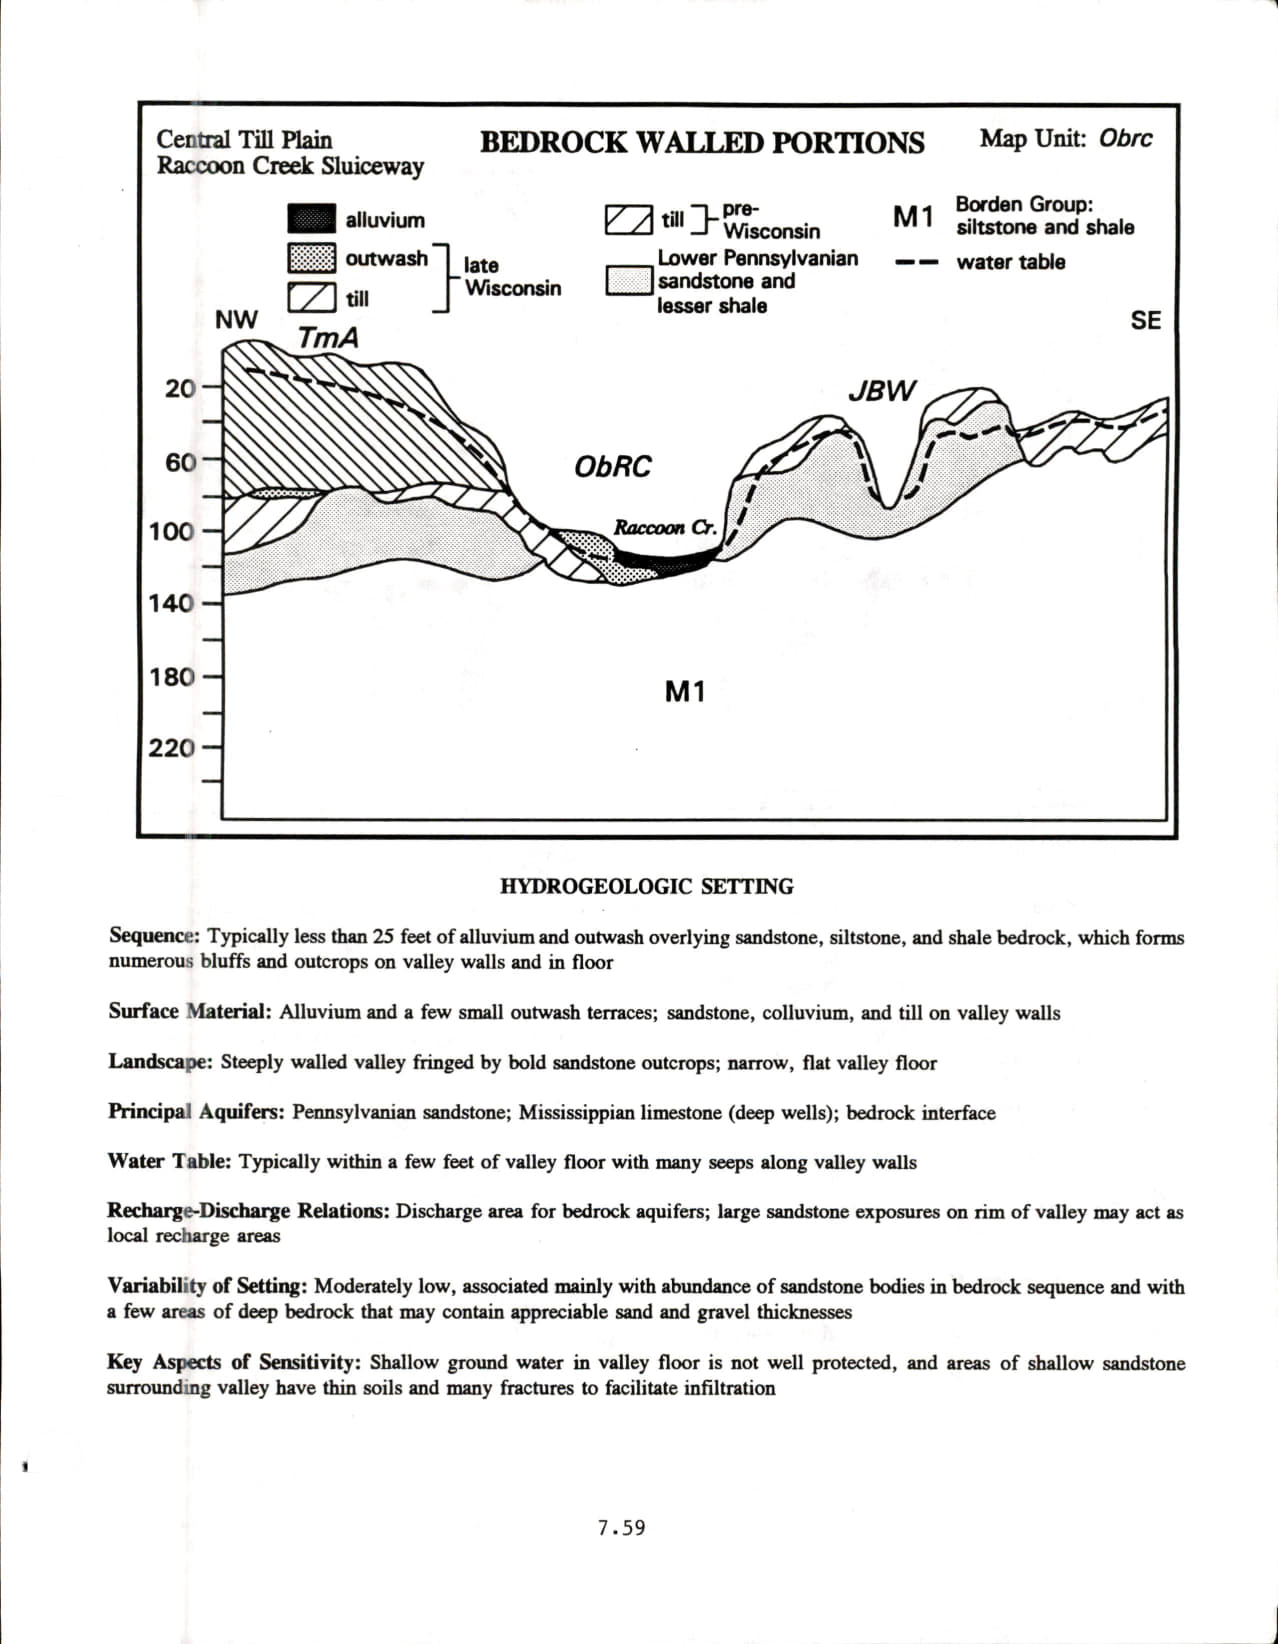 Central Till Plain
Raccoon Creek Sluiceway
BEDROCK WALLED PORTIONS
Map Unit: Obrc
alluvium
outwash
till
late
Wisconsin
till
pre-
Wisconsin
Lower Pennsylvanian
sandstone and
lesser shale
M1
Borden Group:
siltstone and shale
water table
NW
SE
TmA
JBW
ObRC
Raccoon Cr.
20
60
100
140
180
220
M1
HYDROGEOLOGIC SETTING
Sequence: Typically less than 25 feet of alluvium and outwash overlying sandstone, siltstone, and shale bedrock, which forms
numerous bluffs and outcrops on valley walls and in floor
Surface Material: Alluvium and a few small outwash terraces; sandstone, colluvium, and till on valley walls
Landscape: Steeply walled valley fringed by bold sandstone outcrops; narrow, flat valley floor
Principal Aquifers: Pennsylvanian sandstone; Mississippian limestone (deep wells); bedrock interface
Water Table: Typically within a few feet of valley floor with many seeps along valley walls
Recharge-Discharge Relations: Discharge area for bedrock aquifers; large sandstone exposures on rim of valley may act as
local recharge areas
Variability of Setting: Moderately low, associated mainly with abundance of sandstone bodies in bedrock sequence and with
a few areas of deep bedrock that may contain appreciable sand and gravel thicknesses
Key Aspects of Sensitivity: Shallow ground water in valley floor is not well protected, and areas of shallow sandstone
surrounding valley have thin soils and many fractures to facilitate infiltration
7.59